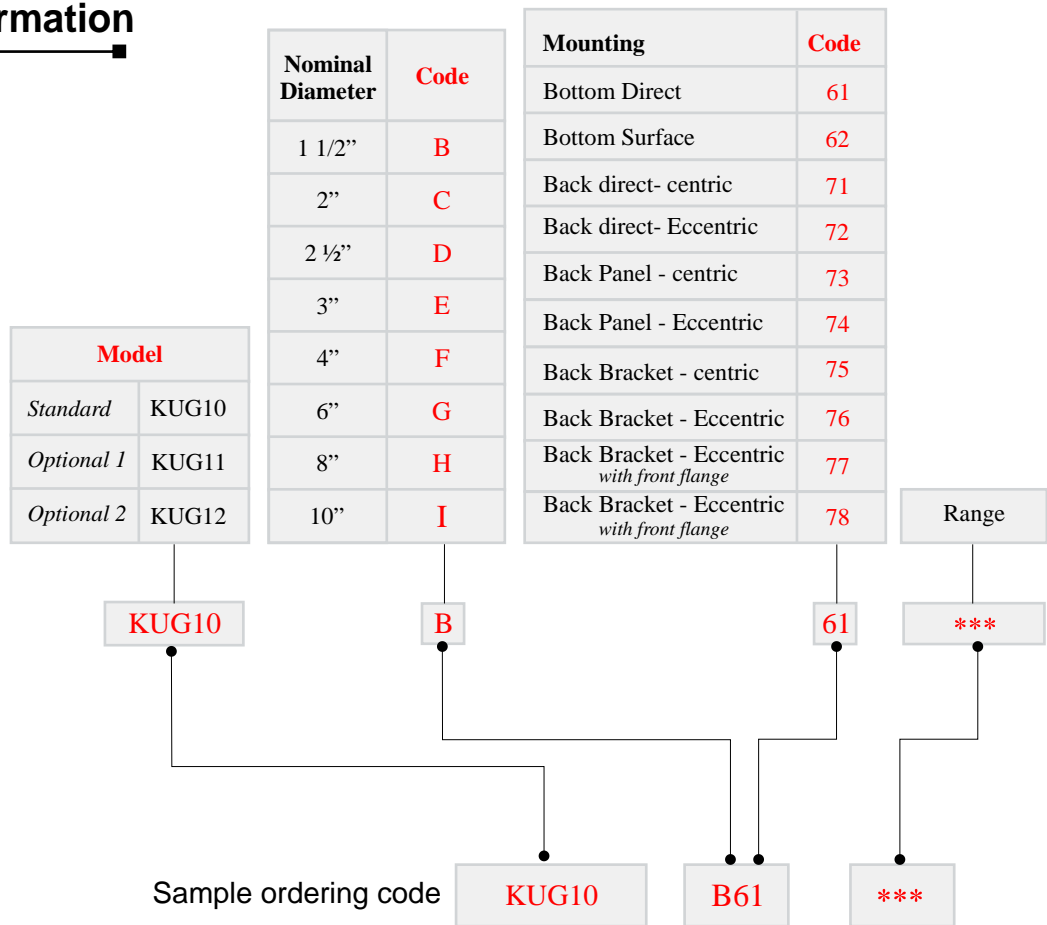 rmation
Nominal Diameter Code
1 1/2” B
2” C
2 ½” D
3” E
4” F
6” G
8” H
10” I
Mounting Code
Bottom Direct 61
Bottom Surface 62
Back direct- centric 71
Back direct- Eccentric 72
Back Panel - centric 73
Back Panel - Eccentric 74
Back Bracket - centric 75
Back Bracket - Eccentric 76
Back Bracket - Eccentric
with front flange 77
Back Bracket - Eccentric
with front flange 78
Model
Standard KUG10
Optional 1 KUG11
Optional 2 KUG12
Range
KUG10 B 61 ***
Sample ordering code KUG10 B61 ***